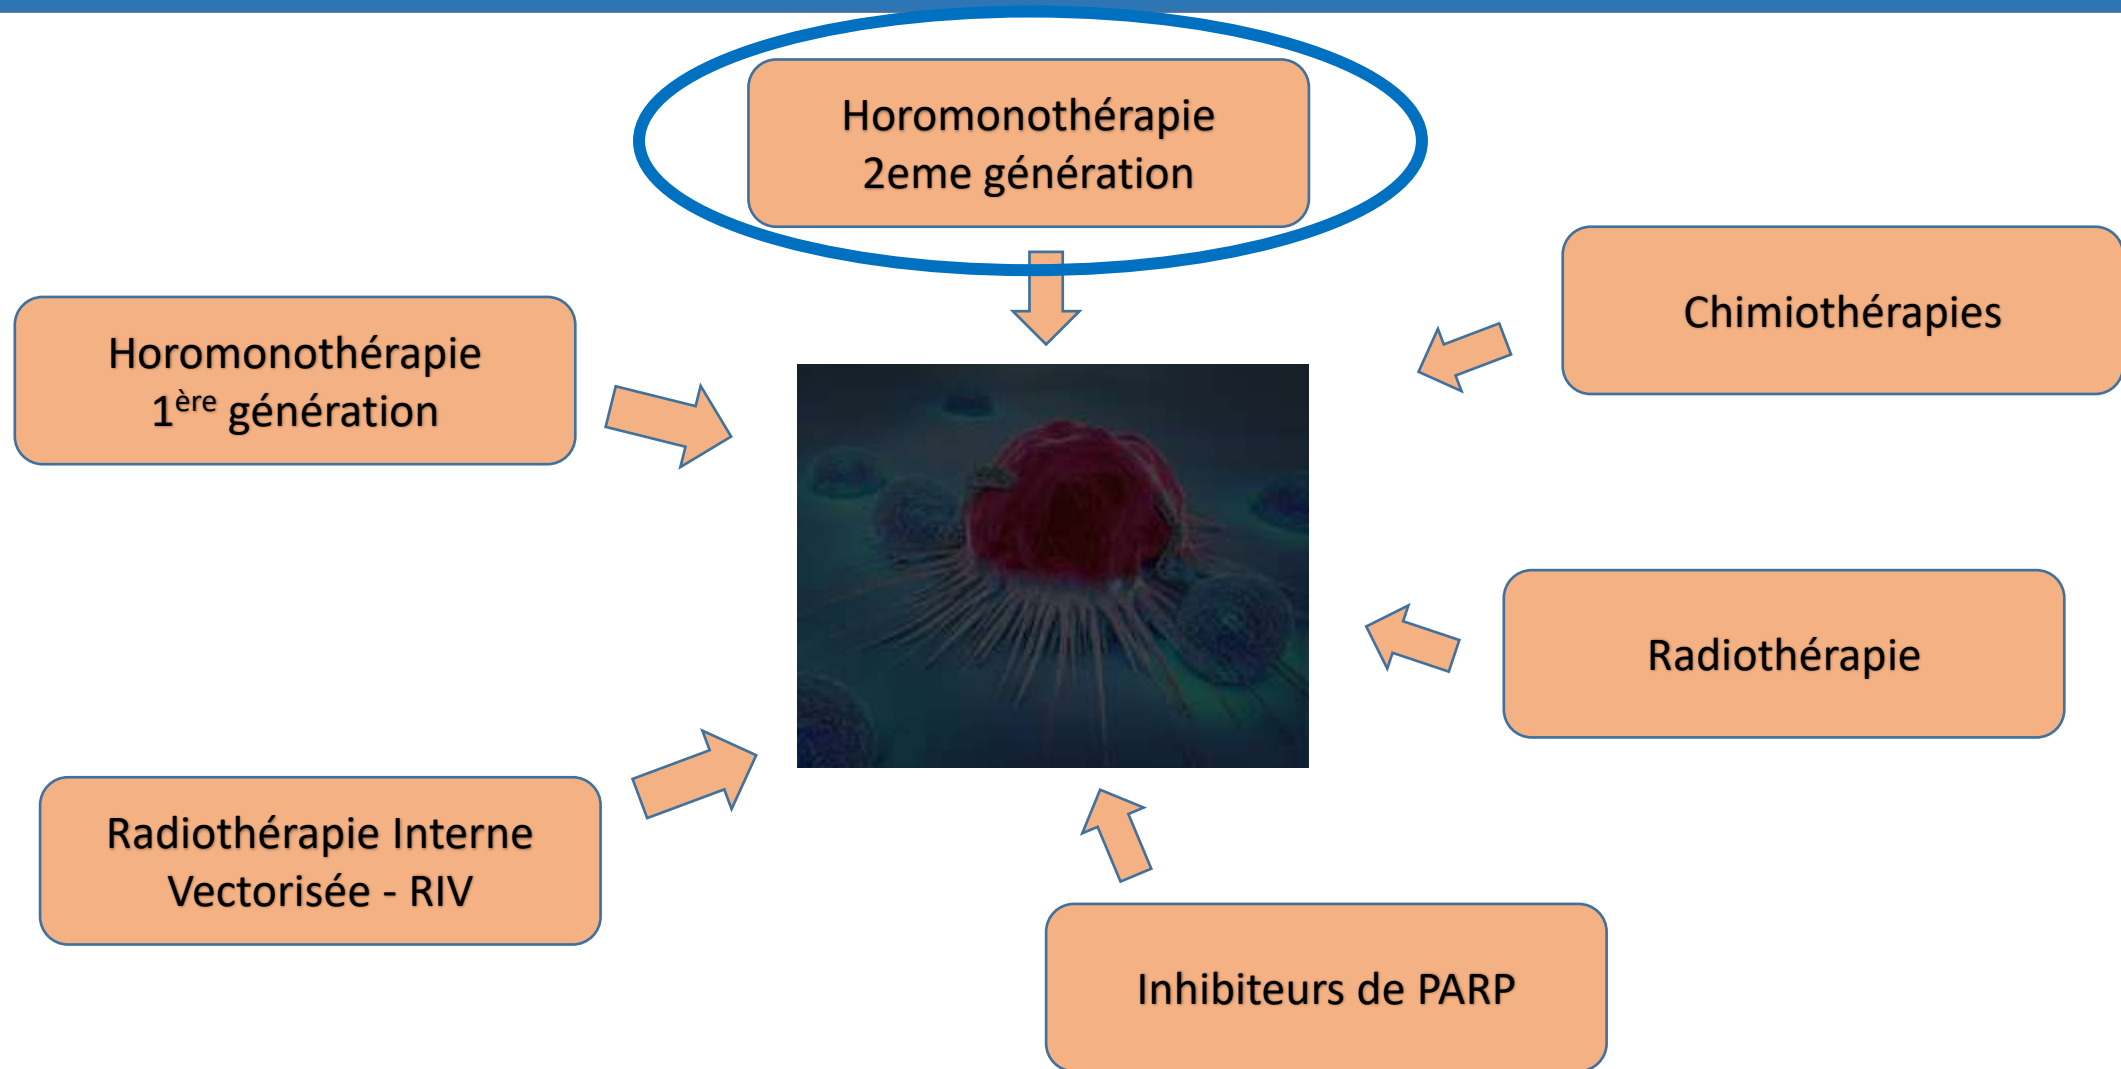 Horomonothérapie
2eme génération
Chimiothérapies
Horomonothérapie
1ère génération
Radiothérapie
Radiothérapie Interne
Vectorisée - RIV
Inhibiteurs de PARP